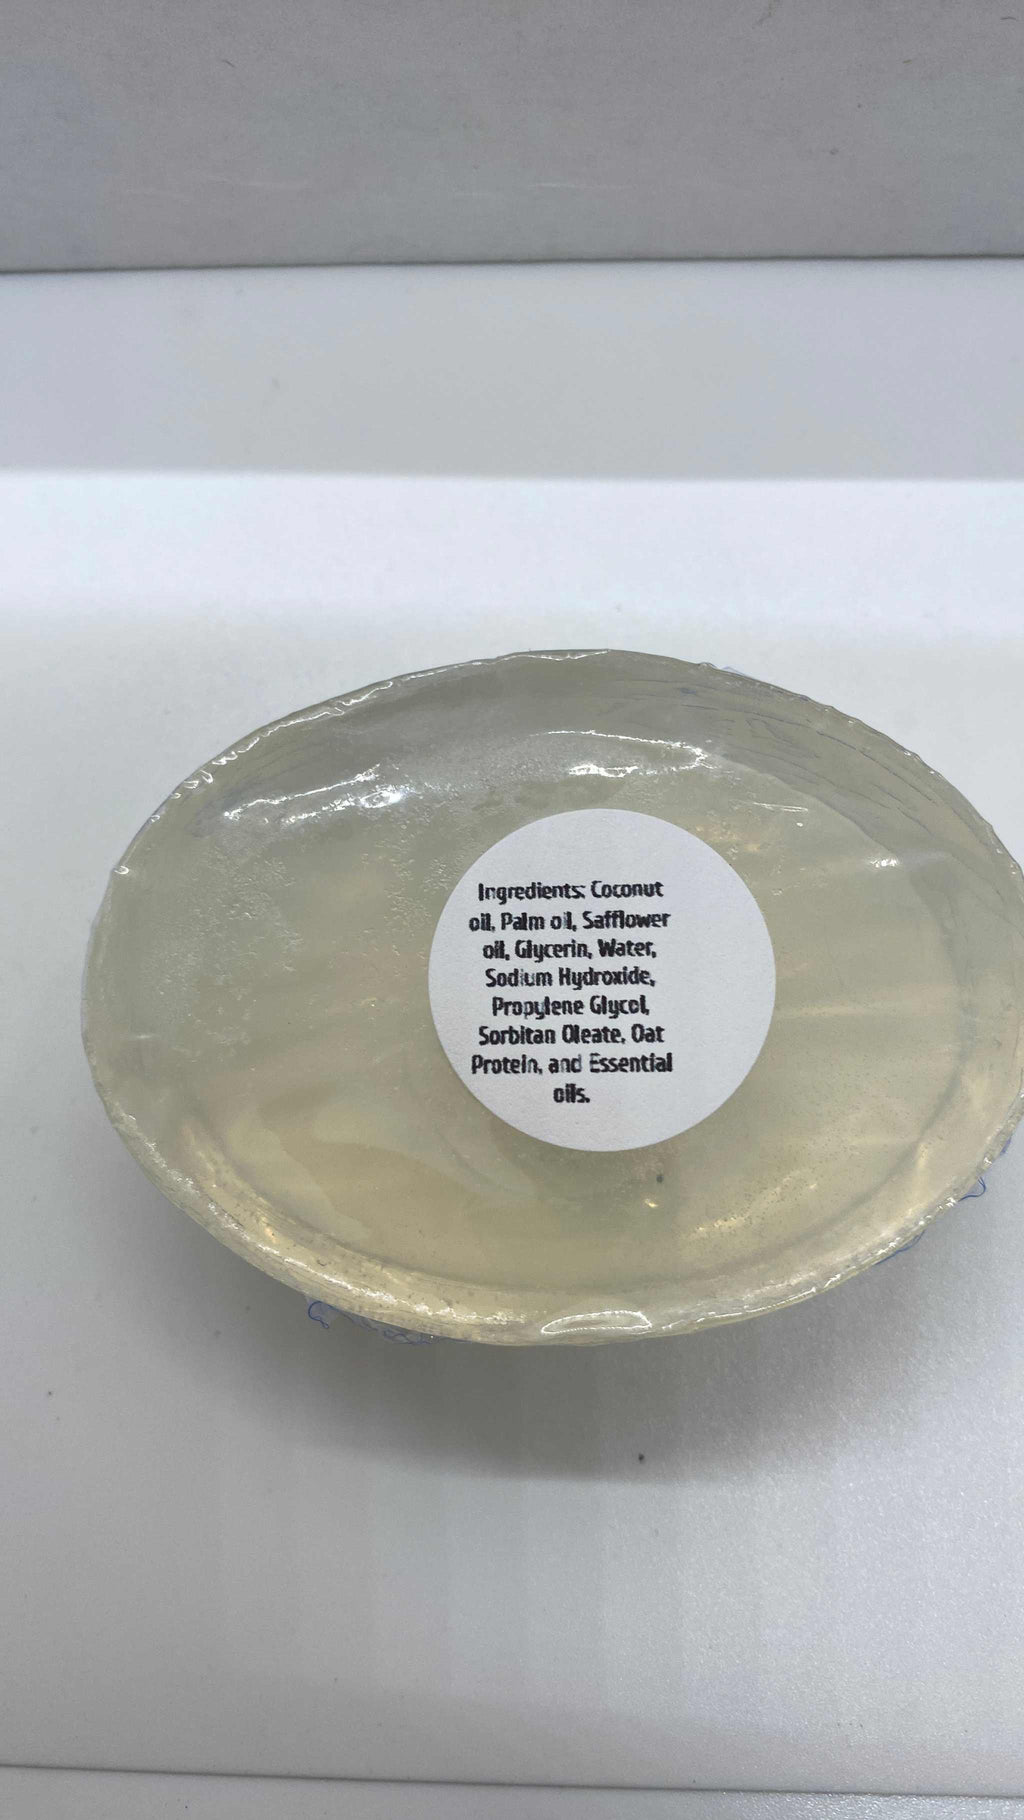 Ingredients: Coconut
oil, Palm oil, Safflower
oil, Glycerin, Water,
Sodium Hydroxide,
Propylene Glycol,
Sorbitan Oleate, Oat
Protein, and Essential
oils.